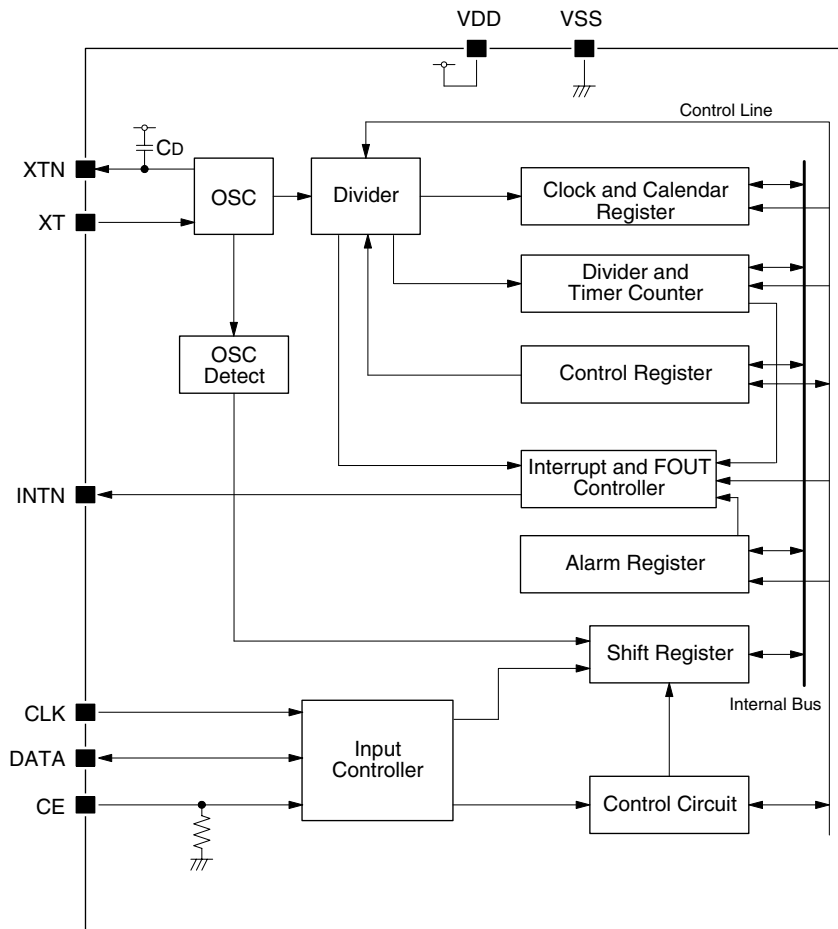 VDD
VSS
Control Line
CD
XTN
XT
OSC
Divider
Clock and Calendar
Register
Divider and
Timer Counter
OSC
Detect
Control Register
Interrupt and FOUT
Controller
INTN
Alarm Register
Shift Register
Internal Bus
CLK
DATA
CE
Input
Controller
Control Circuit